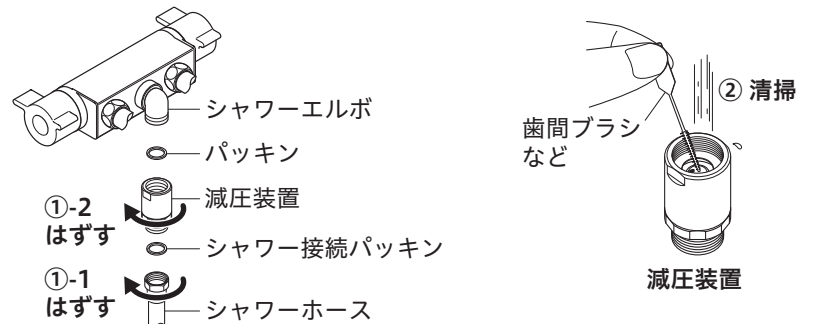 シャワーエルボ
パッキン
減圧装置
①-2
はずす
シャワー接続パッキン
①-1
はずす
シャワーホース
② 清掃
歯間ブラシ
など
減圧装置